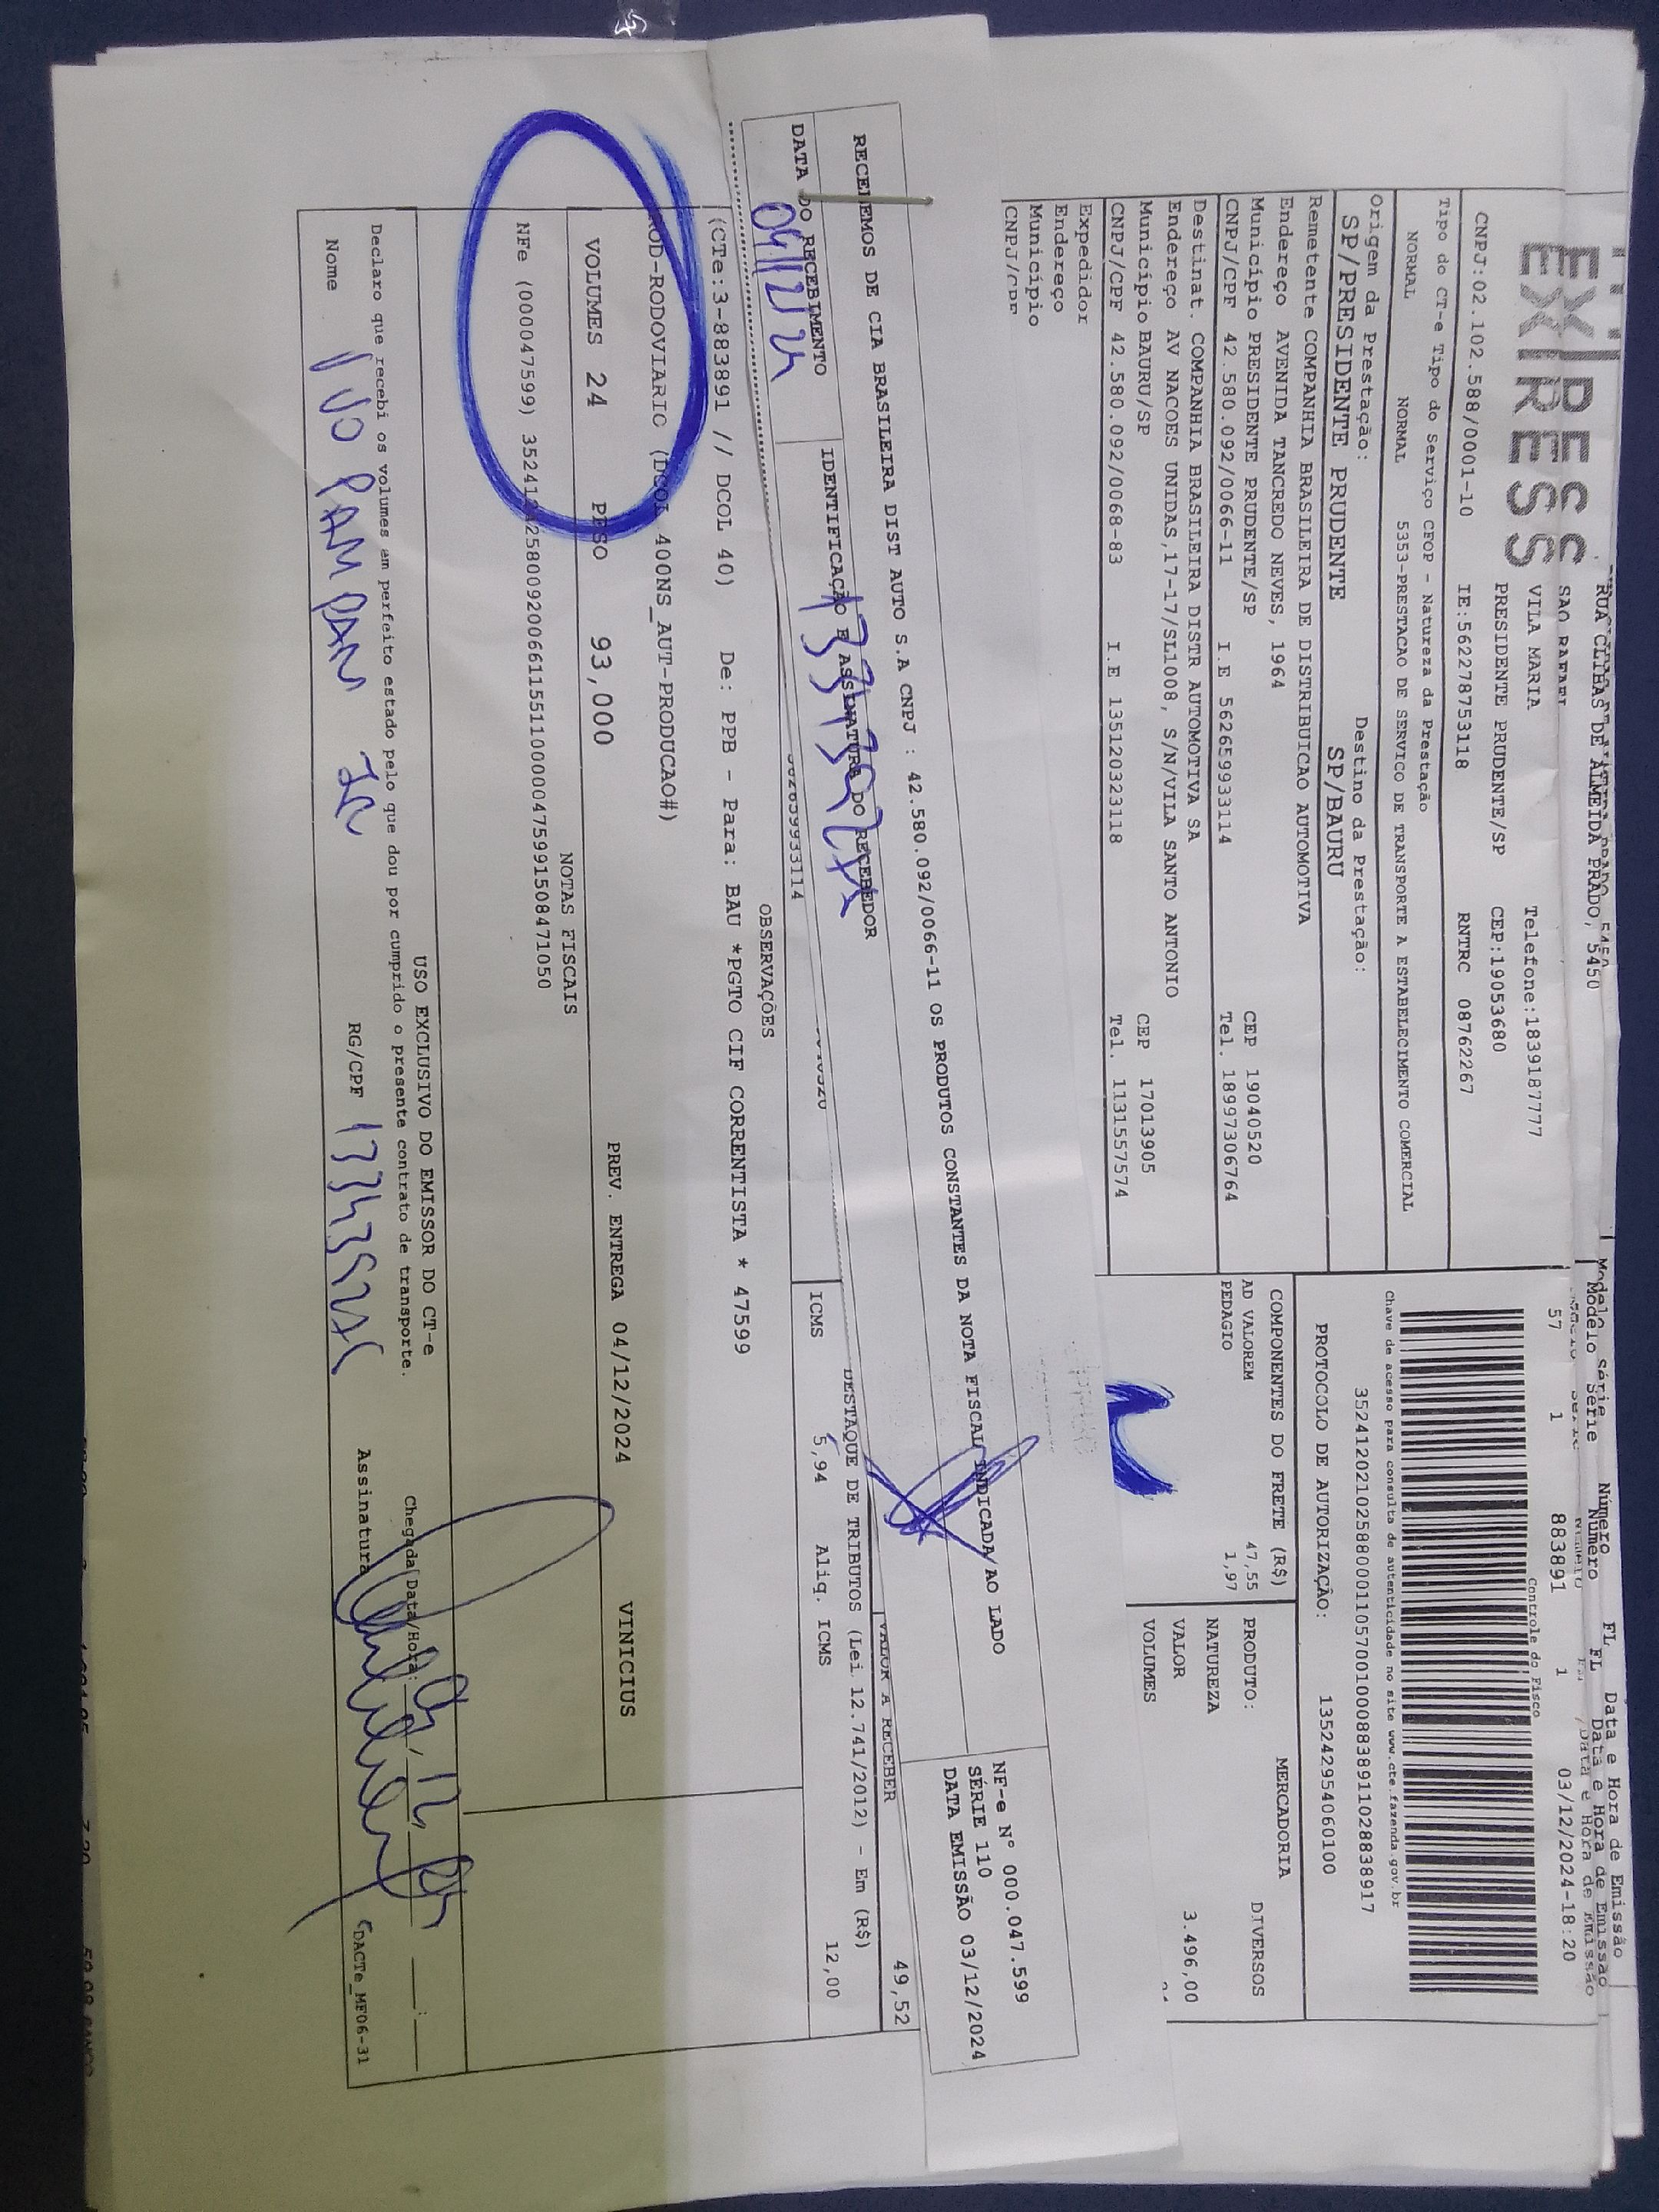 EXPRESS
RUA CLIBAS DE ALMEIDA PRADO, 5450
VILA MARIA
Telefone:1839187777
PRESIDENTE PRUDENTE/SP
CEP:19053680
CNPJ:02.102.588/0001-10 IE:562278753118 RNTRC 08762267
Modelo Série Número FL Data e Hora de Emissão
57 1 883891 1 03/12/2024-18:20
Controle do Fisco
Chave de acesso para consulta de autenticidade no site www.cte.fazenda.gov.br
35241202102588000110570010008838911028838917
PROTOCOLO DE AUTORIZAÇÃO: 135242954060100
Tipo do CT-e Tipo do Serviço CFOP - Natureza da Prestação
NORMAL NORMAL 5353-PRESTACAO DE SERVICO DE TRANSPORTE A ESTABELECIMENTO COMERCIAL
Origem da Prestação: Destino da Prestação:
SP/PRESIDENTE PRUDENTE SP/BAURU
Remetente COMPANHIA BRASILEIRA DE DISTRIBUICAO AUTOMOTIVA
Endereço AVENIDA TANCREDO NEVES, 1964
CEP 19040520
Município PRESIDENTE PRUDENTE/SP
Tel. 18997306764
CNPJ/CPF 42.580.092/0066-11 I.E 562659933114
Destinat. COMPANHIA BRASILEIRA DISTR AUTOMOTIVA SA
Endereço AV NACOES UNIDAS,17-17/SL1008, S/N/VILA SANTO ANTONIO
Município BAURU/SP CEP 17013905
CNPJ/CPF 42.580.092/0068-83 I.E 135120323118 Tel. 1131557574
Expedidor
Endereço
Município
CNPJ/CPF
COMPONENTES DO FRETE (R$)
AD VALOREM 47,55
PEDAGIO 1,97
MERCADORIA
PRODUTO: DIVERSOS
NATUREZA
VALOR 3.496,00
VOLUMES
RECEBEMOS DE CIA BRASILEIRA DIST AUTO S.A CNPJ : 42.580.092/0066-11 OS PRODUTOS CONSTANTES DA NOTA FISCAL INDICADA AO LADO
NF-e Nº 000.047.599
SÉRIE 110
DATA EMISSÃO 03/12/2024
DATA DO RECEBIMENTO IDENTIFICAÇÃO E ASSINATURA DO RECEBEDOR
VALOR A RECEBER 49,52
DESTAQUE DE TRIBUTOS (Lei 12.741/2012) - Em (R$)
ICMS 5,94 Aliq. ICMS 12,00
OBSERVAÇÕES
(CTe:3-883891 // DCOL 40) De: PPB - Para: BAU *PGTO CIF CORRENTISTA * 47599
ROD-RODOVIARIO (DCOL 400NS_AUT-PRODUCAO#)
VOLUMES 24 PESO 93,000 PREV. ENTREGA 04/12/2024 VINICIUS
NOTAS FISCAIS
NFe (000047599)
USO EXCLUSIVO DO EMISSOR DO CT-e
Declaro que recebi os volumes em perfeito estado pelo que dou por cumprido o presente contrato de transporte.
Chegada Data/Hora:
Nome IVO PAMPAN RG/CPF Assinatura
DACTe_MF06-31